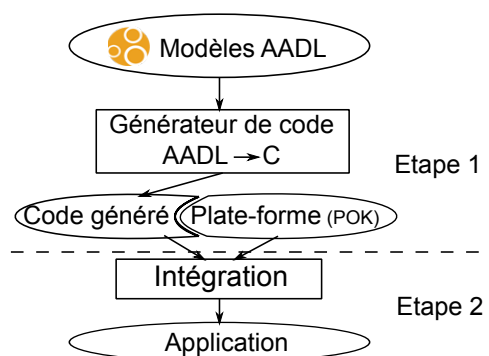 Modèles AADL
Générateur de code
AADL → C
Etape 1
Code généré
Plate-forme (POK)
Intégration
Etape 2
Application